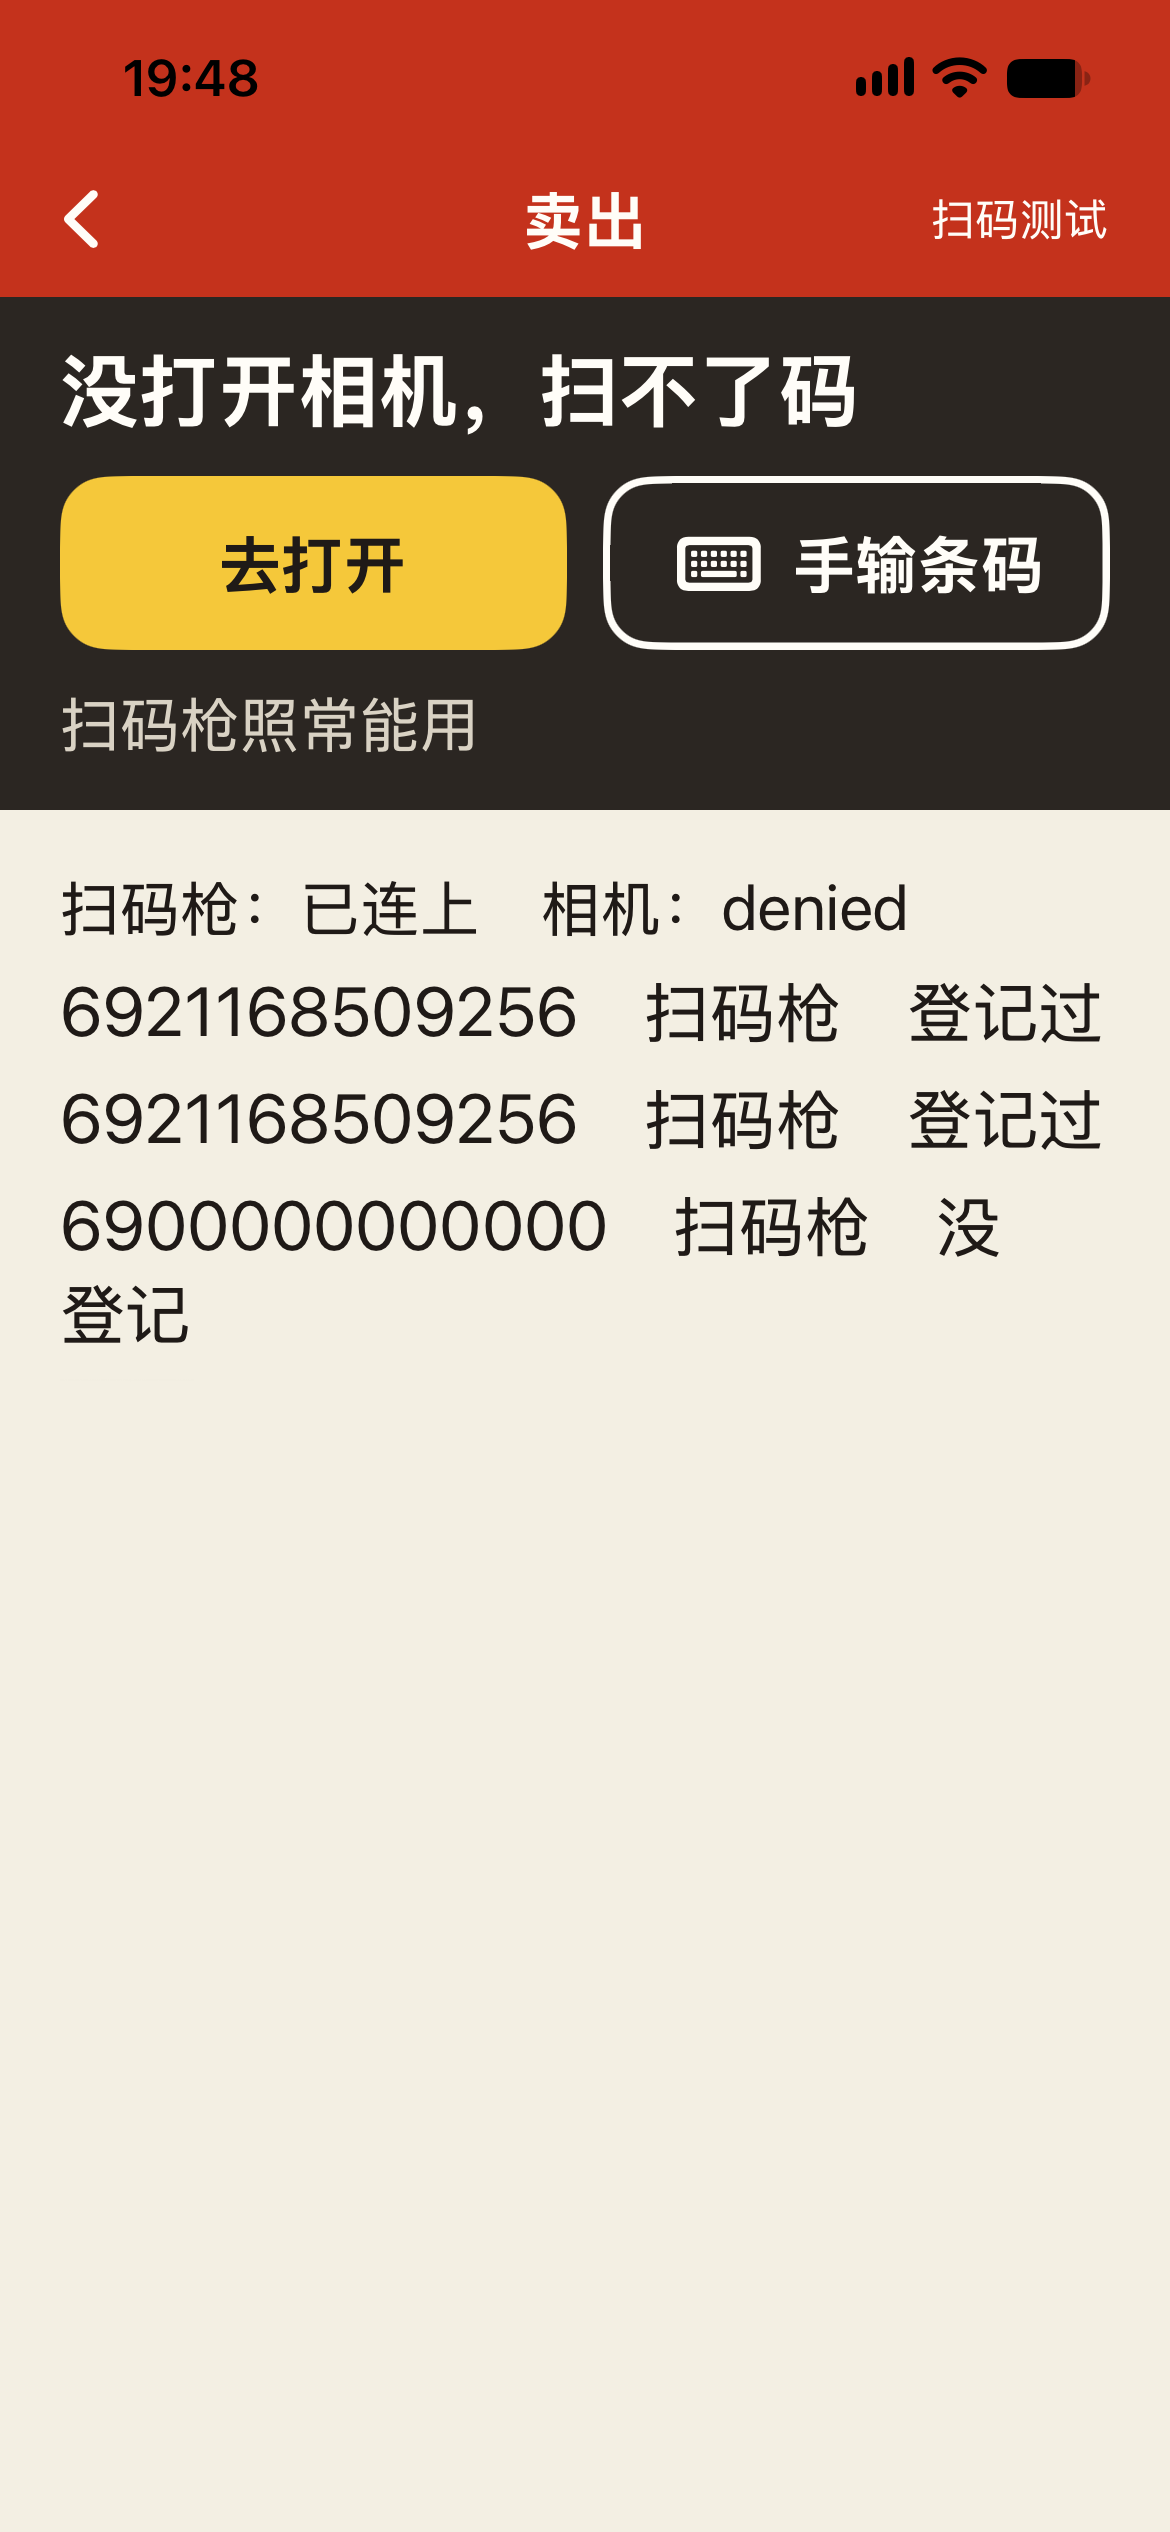 19:48
卖出
扫码测试
没打开相机，扫不了码
去打开
手输条码
扫码枪照常能用
扫码枪：已连上 相机：denied
6921168509256 扫码枪 登记过
6921168509256 扫码枪 登记过
6900000000000 扫码枪 没
登记